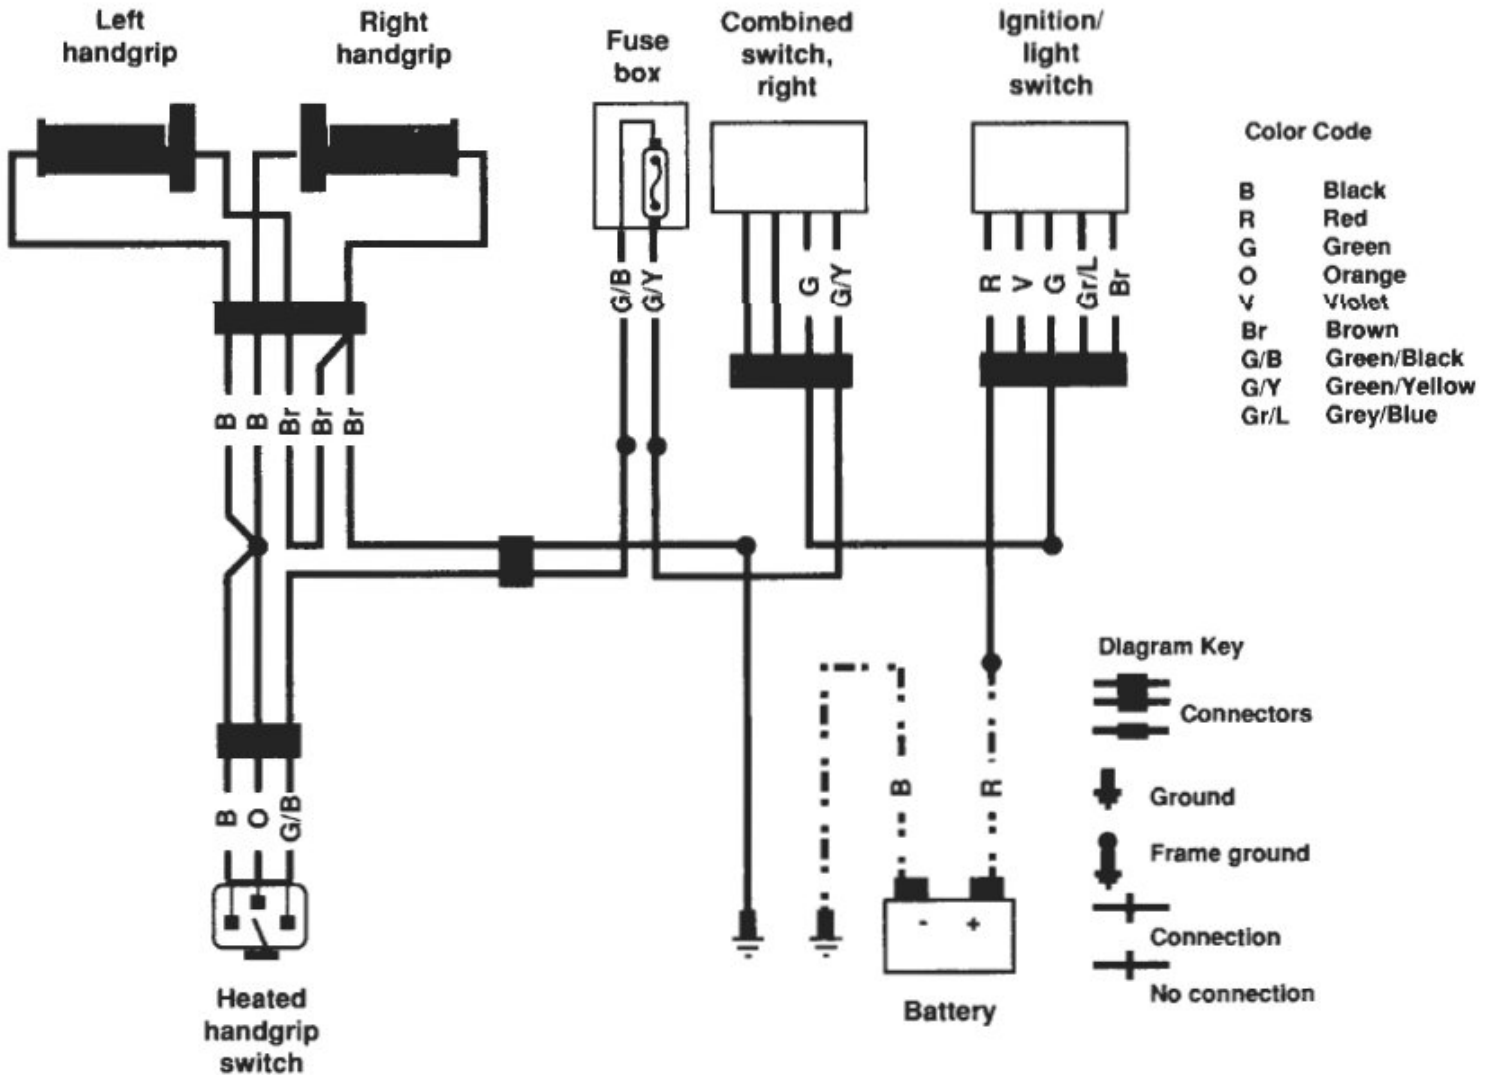 Left
handgrip
Right
handgrip
Fuse
box
Combined
switch,
right
Ignition/
light
switch
Color Code
B Black
R Red
G Green
O Orange
V Violet
Br Brown
G/B Green/Black
G/Y Green/Yellow
Gr/L Grey/Blue
G/B
G/Y
G
G/Y
R
V
G
Gr/L
Br
B
B
Br
Br
Br
B
O
G/B
Heated
handgrip
switch
B
R
- +
Battery
Diagram Key
Connectors
Ground
Frame ground
Connection
No connection